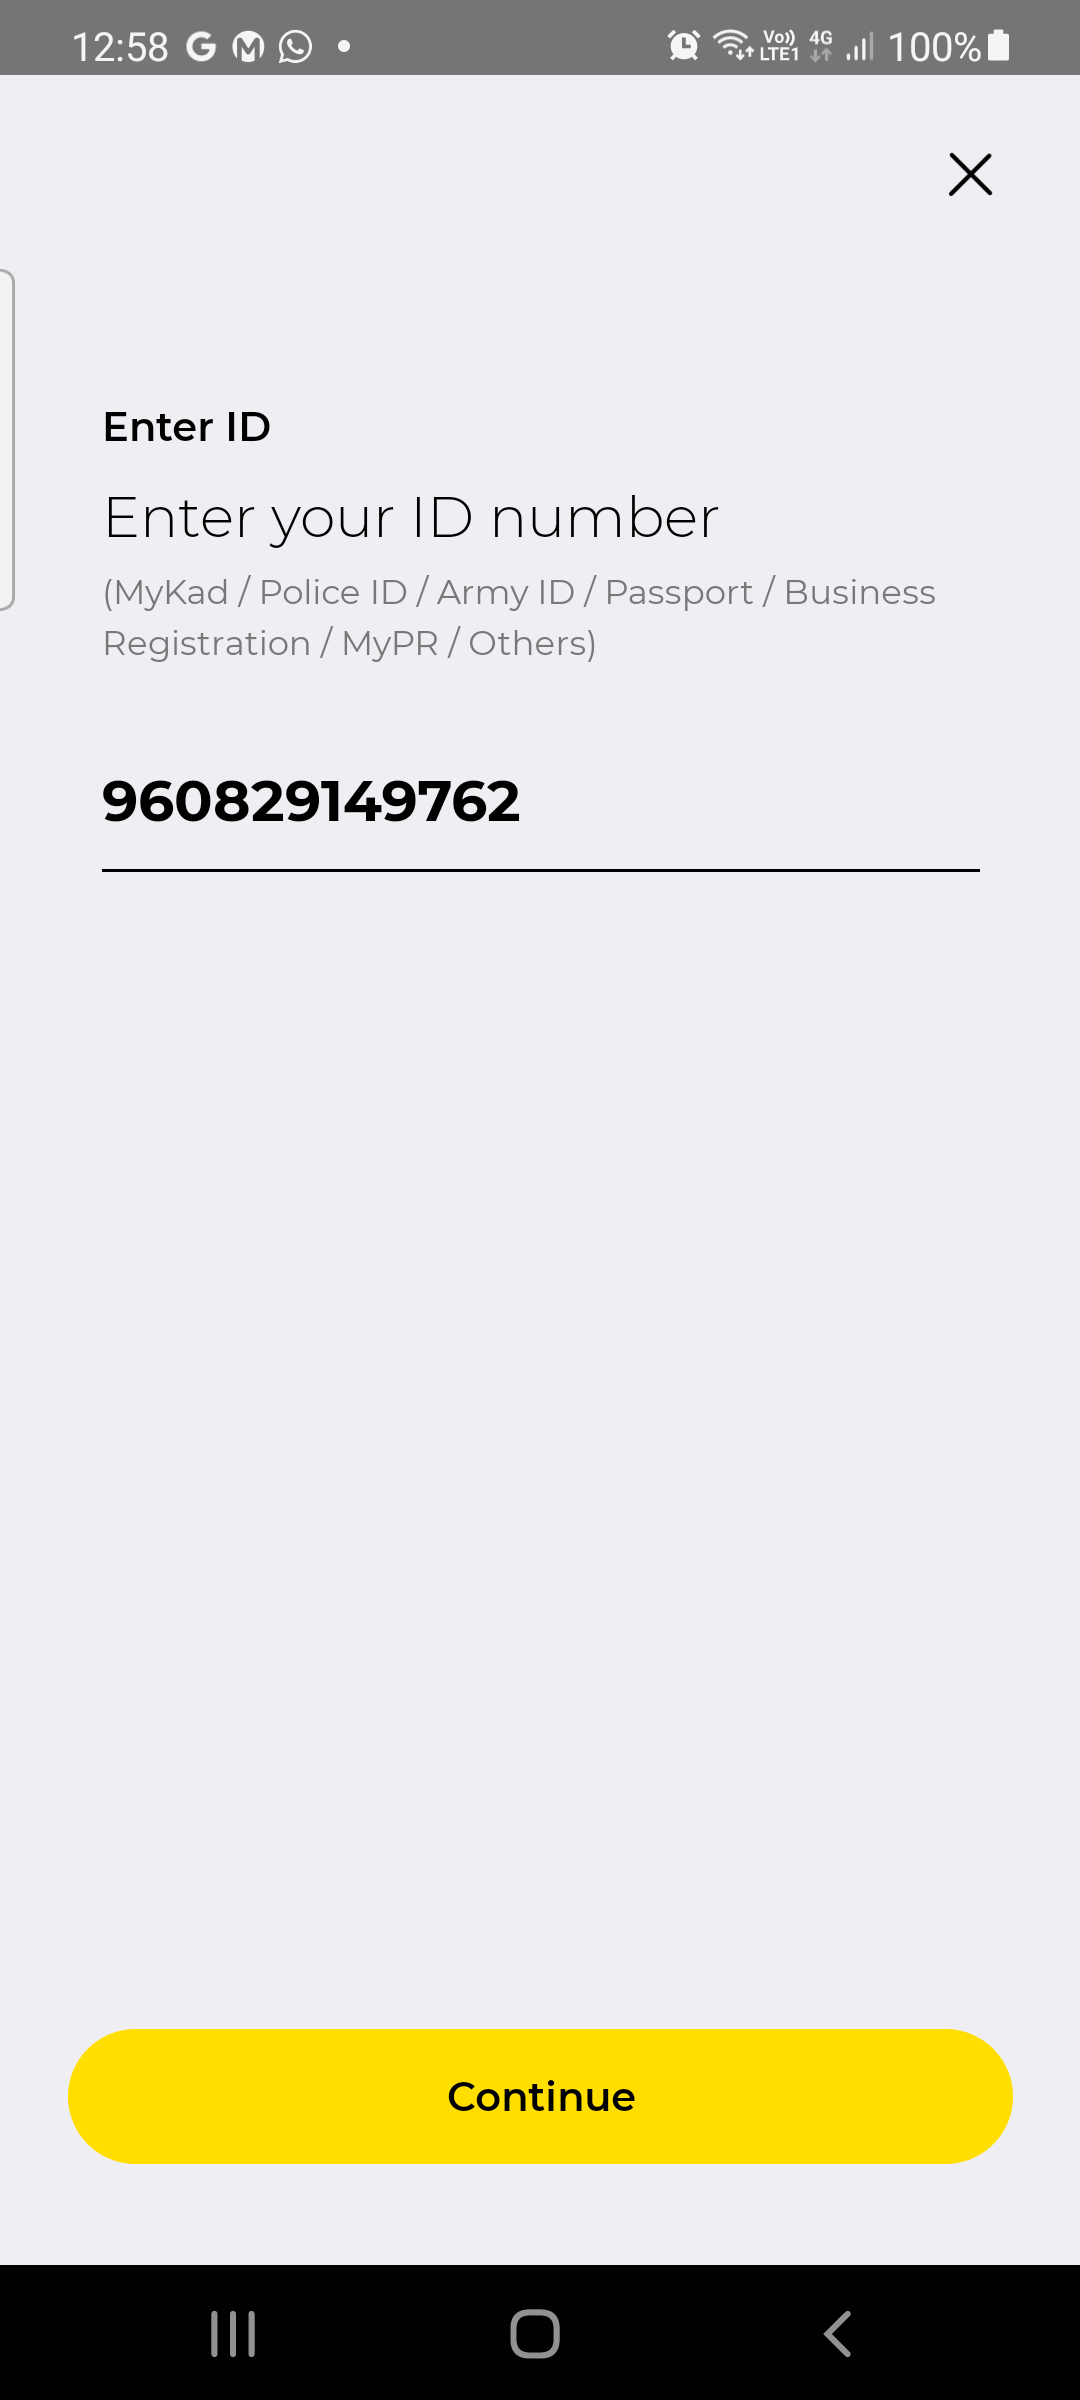 12:58
Vo))
LTE1
4G
100%
Enter ID
Enter your ID number
(MyKad / Police ID / Army ID / Passport / Business
Registration / MyPR / Others)
960829149762
Continue